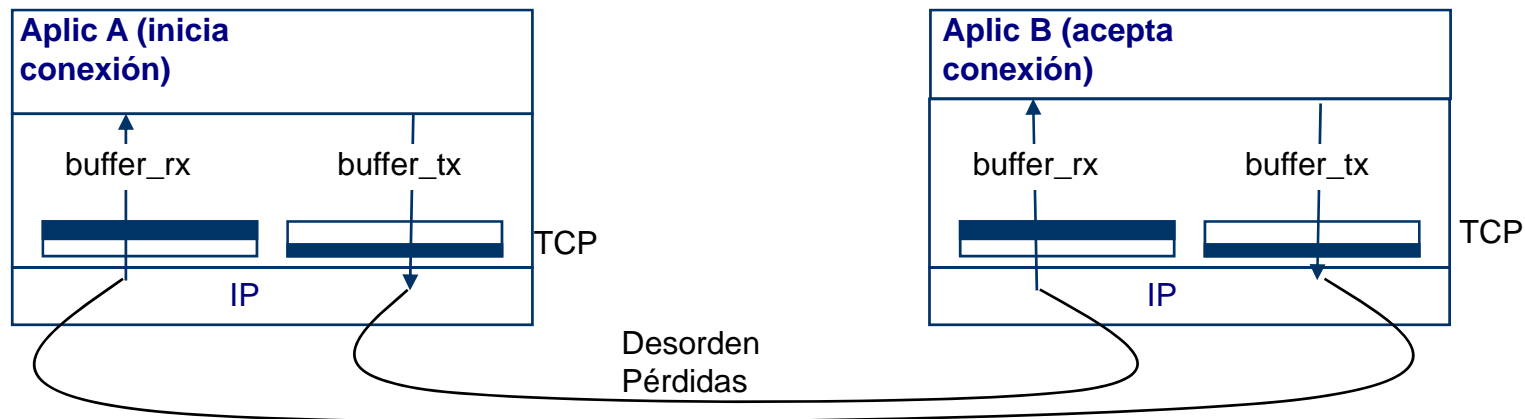 Aplic A (inicia
conexión)
Aplic B (acepta
conexión)
buffer_rx
buffer_tx
buffer_rx
buffer_tx
TCP
TCP
IP
IP
Desorden
Pérdidas